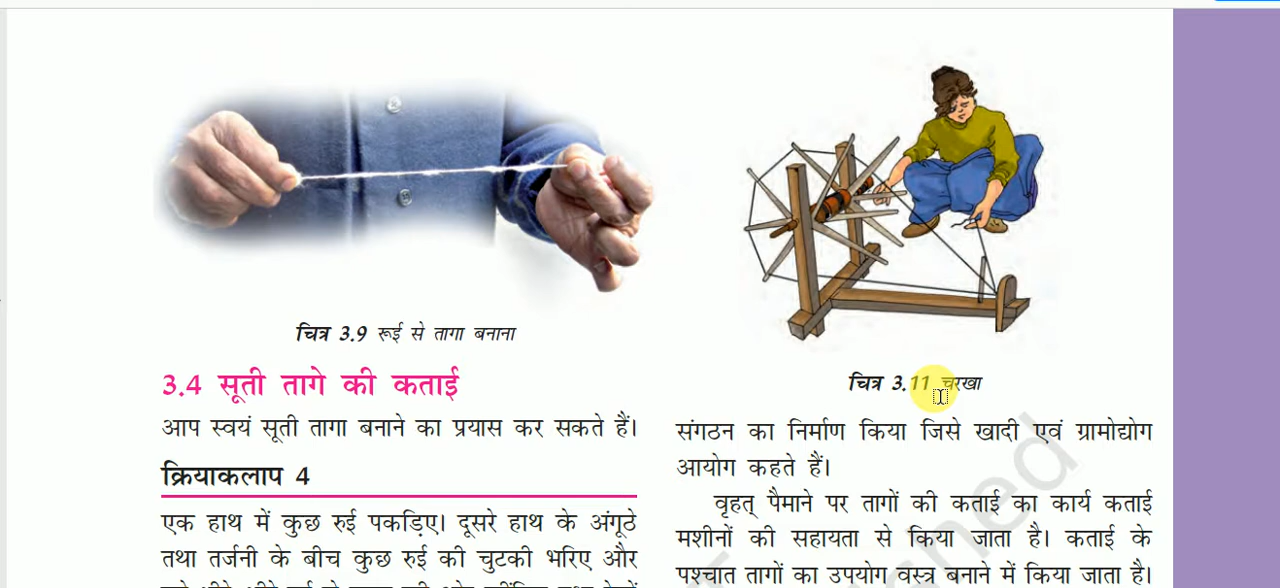 चित्र 3.9 रूई से तागा बनाना
3.4 सूती तागे की कताई
आप स्वयं सूती तागा बनाने का प्रयास कर सकते हैं।
क्रियाकलाप 4
एक हाथ में कुछ रुई पकड़िए। दूसरे हाथ के अंगूठे
तथा तर्जनी के बीच कुछ रुई की चुटकी भरिए और
चित्र 3.11 चरखा
संगठन का निर्माण किया जिसे खादी एवं ग्रामोद्योग
आयोग कहते हैं।
वृहत् पैमाने पर तागों की कताई का कार्य कताई
मशीनों की सहायता से किया जाता है। कताई के
पश्चात तागों का उपयोग वस्त्र बनाने में किया जाता है।